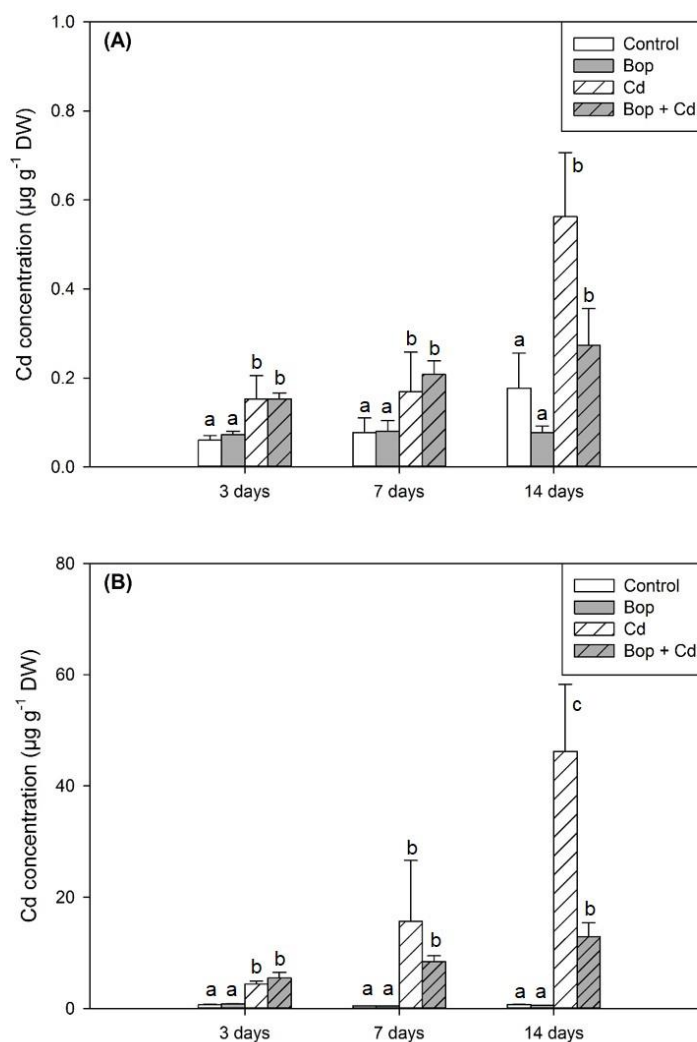 (A)
Control
Bop
Cd
Bop + Cd
Cd concentration (µg g⁻¹ DW)
1.0
0.8
0.6
0.4
0.2
0.0
a a b b
a a b b
a a b b
3 days 7 days 14 days
(B)
Control
Bop
Cd
Bop + Cd
Cd concentration (µg g⁻¹ DW)
80
60
40
20
0
a a b b
a a b b
a a c b
3 days 7 days 14 days